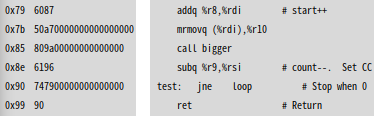 0x79 6087 addq %r8,%rdi # start++
0x7b 50a70000000000000000 mrmovq (%rdi),%r10
0x85 809a00000000000000 call bigger
0x8e 6196 subq %r9,%rsi # count--. Set CC
0x90 747900000000000000 test: jne loop # Stop when 0
0x99 90 ret # Return